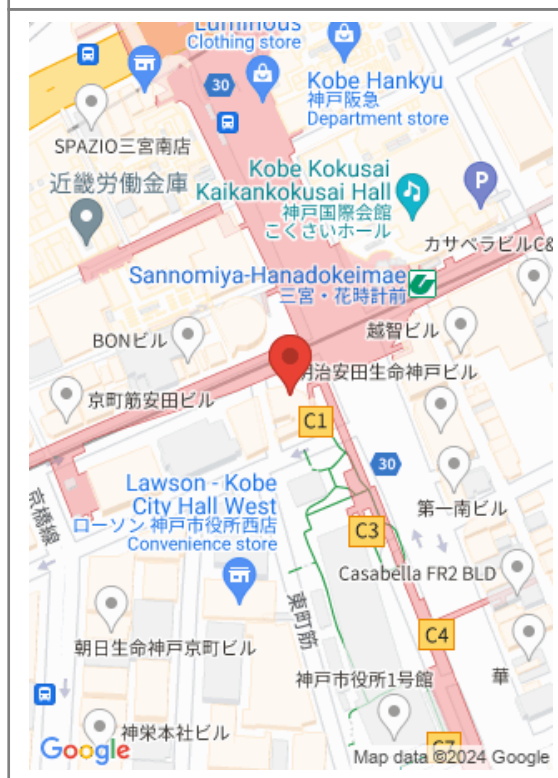 Luminous
Clothing store
30
Kobe Hankyu
神戸阪急
Department store
SPAZIO三宮南店
近畿労働金庫
Kobe Kokusai
Kaikankokusai Hall
神戸国際会館
こくさいホール
P
カサベラビルC&
Sannomiya-Hanadokeimae
三宮・花時計前
BONビル
越智ビル
明治安田生命神戸ビル
京町筋安田ビル
C1
30
Lawson - Kobe
City Hall West
ローソン 神戸市役所西店
Convenience store
第一南ビル
京橋線
C3
Casabella FR2 BLD
東町筋
C4
朝日生命神戸京町ビル
神戸市役所1号館
華
神栄本社ビル
Google
C7
Map data ©2024 Google